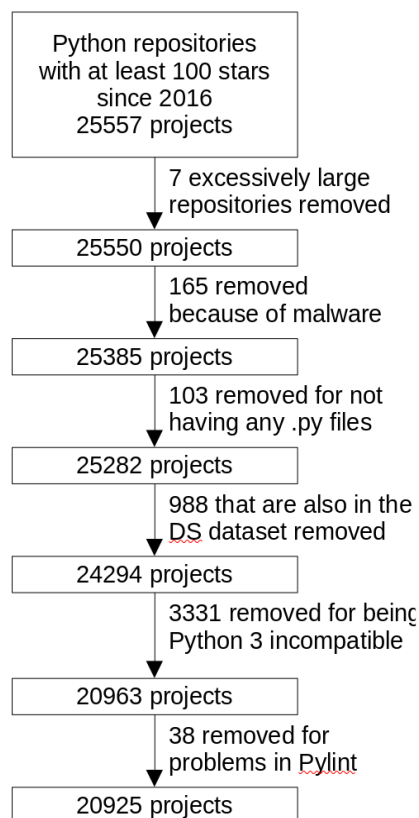 Python repositories
with at least 100 stars
since 2016
25557 projects
7 excessively large
repositories removed
25550 projects
165 removed
because of malware
25385 projects
103 removed for not
having any .py files
25282 projects
988 that are also in the
DS dataset removed
24294 projects
3331 removed for being
Python 3 incompatible
20963 projects
38 removed for
problems in Pylint
20925 projects